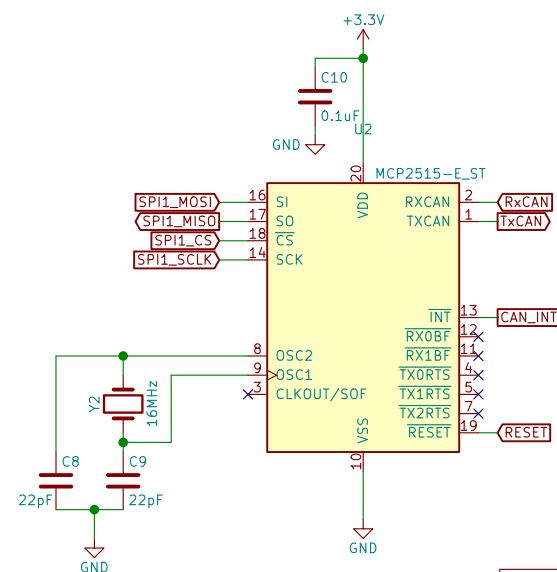 +3.3V
C10
0.1uF
U2
GND
MCP2515-E_ST
20
VDD
SPI1_MOSI 16 SI
SPI1_MISO 17 SO
SPI1_CS 18 CS
SPI1_SCLK 14 SCK
RXCAN 2 RxCAN
TXCAN 1 TxCAN
INT 13 CAN_INT
RX0BF 12
RX1BF 11
TX0RTS 4
TX1RTS 5
TX2RTS 7
RESET 19 RESET
8 OSC2
9 OSC1
3 CLKOUT/SOF
Y2
16MHz
VSS
10
C8
22pF
C9
22pF
GND
GND